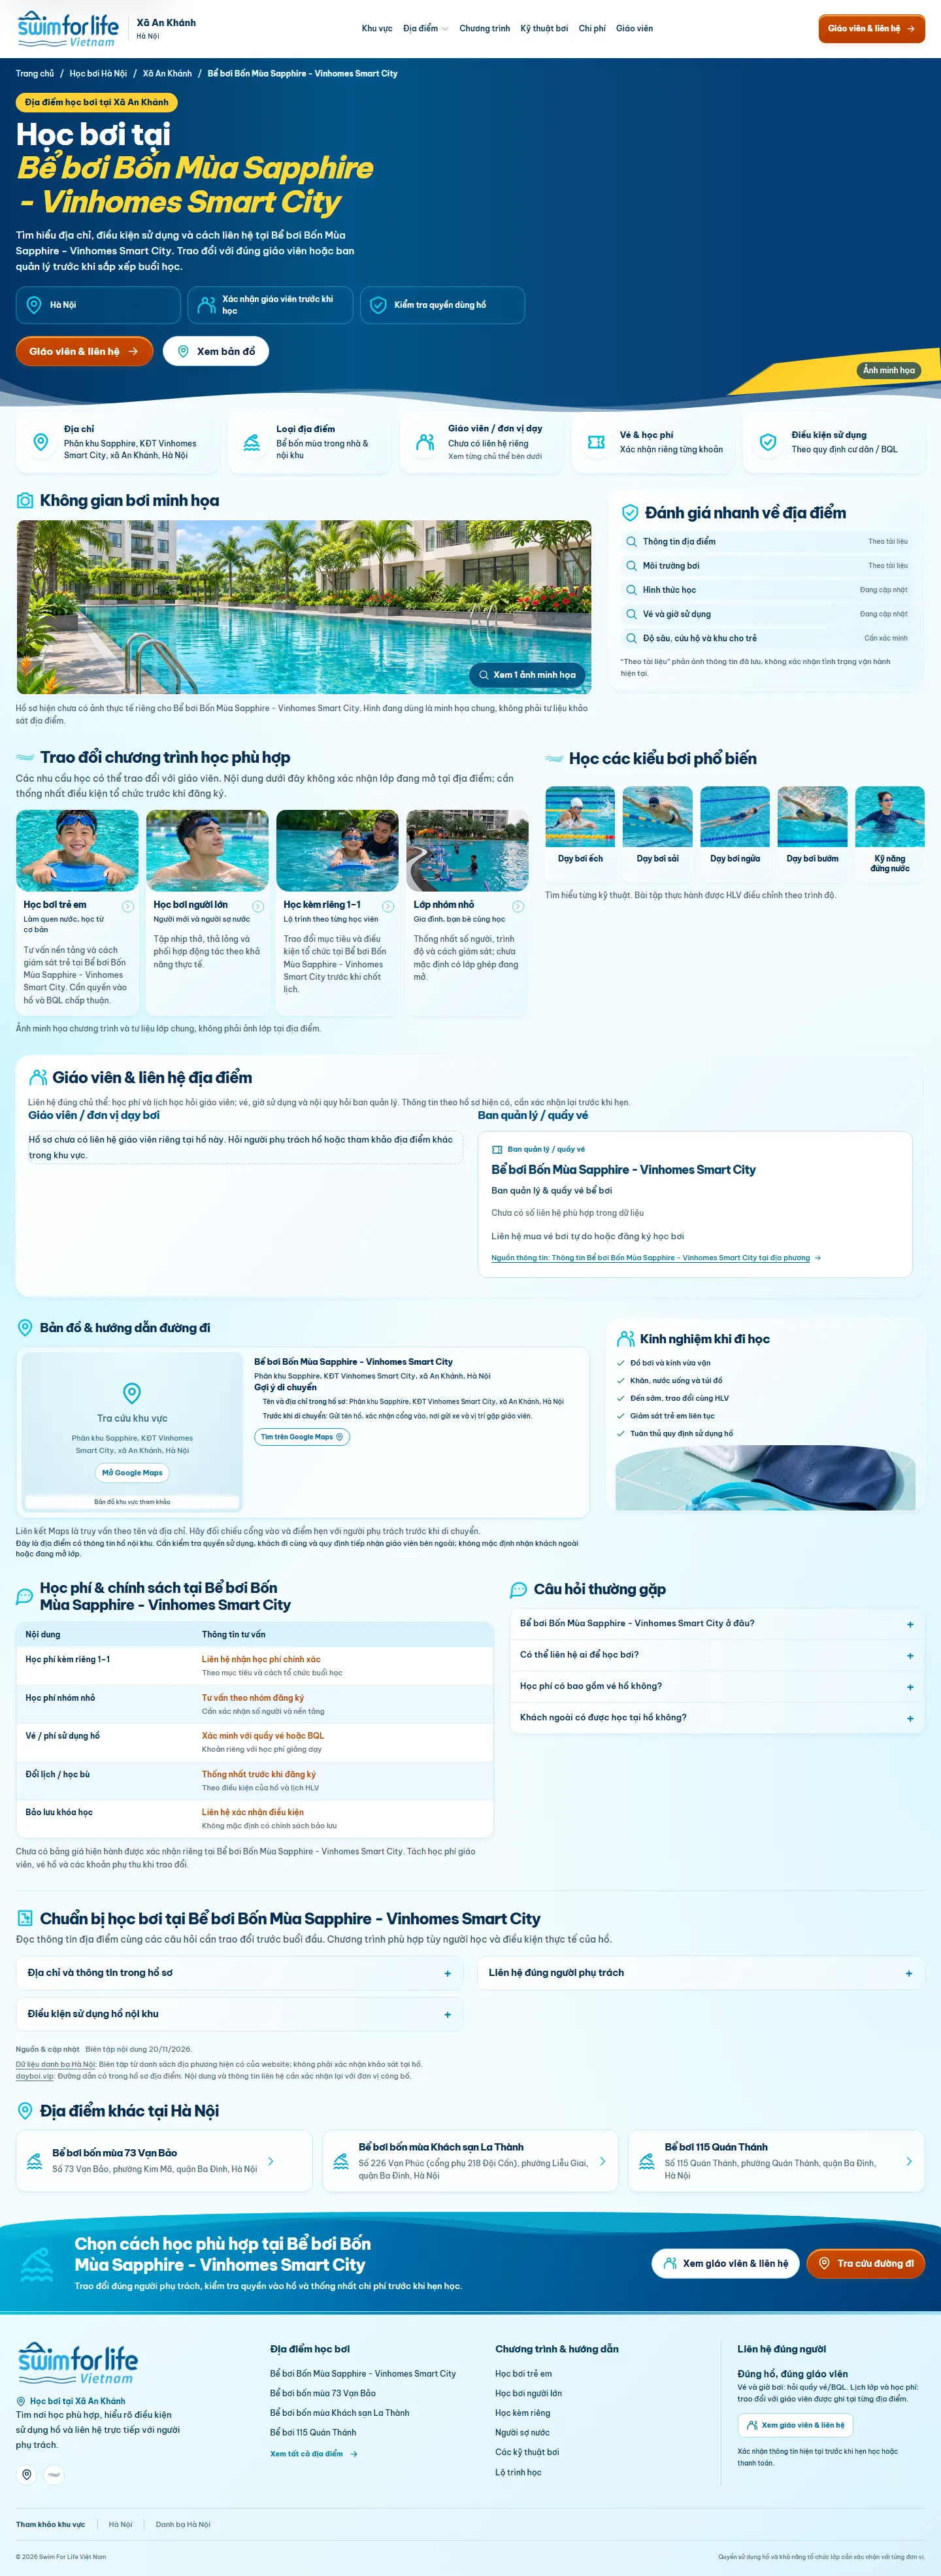 swimforlife
Vietnam
Xã An Khánh
Hà Nội
Khu vực
Địa điểm
Chương trình
Kỹ thuật bơi
Chi phí
Giáo viên
Giáo viên & liên hệ →
Trang chủ / Học bơi Hà Nội / Xã An Khánh / Bể bơi Bốn Mùa Sapphire - Vinhomes Smart City
Địa điểm học bơi tại Xã An Khánh
Học bơi tại
Bể bơi Bốn Mùa Sapphire
- Vinhomes Smart City
Tìm hiểu địa chỉ, điều kiện sử dụng và cách liên hệ tại Bể bơi Bốn Mùa
Sapphire - Vinhomes Smart City. Trao đổi với đúng giáo viên hoặc ban
quản lý trước khi sắp xếp buổi học.
Hà Nội
Xác nhận giáo viên trước khi
học
Kiểm tra quyền dùng hồ
Giáo viên & liên hệ →
Xem bản đồ
Ảnh minh họa
Địa chỉ
Phân khu Sapphire, KĐT Vinhomes
Smart City, xã An Khánh, Hà Nội
Loại địa điểm
Bể bốn mùa trong nhà &
nội khu
Giáo viên / đơn vị dạy
Chưa có liên hệ riêng
Xem từng chủ thể bên dưới
Vé & học phí
Xác nhận riêng từng khoản
Điều kiện sử dụng
Theo quy định cư dân / BQL
Không gian bơi minh họa
Xem 1 ảnh minh họa
Hồ sơ hiện chưa có ảnh thực tế riêng cho Bể bơi Bốn Mùa Sapphire - Vinhomes Smart City. Hình đang dùng là minh họa chung, không phải tư liệu khảo
sát địa điểm.
Đánh giá nhanh về địa điểm
Thông tin địa điểm
Theo tài liệu
Môi trường bơi
Theo tài liệu
Hình thức học
Đang cập nhật
Vé và giờ sử dụng
Đang cập nhật
Độ sâu, cứu hộ và khu cho trẻ
Cần xác minh
"Theo tài liệu" phản ánh thông tin đã lưu, không xác nhận tình trạng vận hành
hiện tại.
Trao đổi chương trình học phù hợp
Các nhu cầu học có thể trao đổi với giáo viên. Nội dung dưới đây không xác nhận lớp đang mở tại địa điểm; cần
thống nhất điều kiện tổ chức trước khi đăng ký.
Học bơi trẻ em
Làm quen nước, học từ
cơ bản
Tư vấn nền tảng và cách
giám sát trẻ tại Bể bơi Bốn
Mùa Sapphire - Vinhomes
Smart City. Cần quyền vào
hồ và BQL chấp thuận.
Học bơi người lớn
Người mới và người sợ nước
Tập nhịp thở, thả lỏng và
phối hợp động tác theo khả
năng thực tế.
Học kèm riêng 1–1
Lộ trình theo từng học viên
Trao đổi mục tiêu và điều
kiện tổ chức tại Bể bơi Bốn
Mùa Sapphire - Vinhomes
Smart City trước khi chốt
lịch.
Lớp nhóm nhỏ
Gia đình, bạn bè cùng học
Thống nhất số người, trình
độ và cách giám sát; chưa
mặc định có lớp ghép đang
mở.
Ảnh minh họa chương trình và tư liệu lớp chung, không phải ảnh lớp tại địa điểm.
Học các kiểu bơi phổ biến
Dạy bơi ếch
Dạy bơi sải
Dạy bơi ngửa
Dạy bơi bướm
Kỹ năng
đứng nước
Tìm hiểu từng kỹ thuật. Bài tập thực hành được HLV điều chỉnh theo trình độ.
Giáo viên & liên hệ địa điểm
Liên hệ đúng chủ thể: học phí và lịch học hỏi giáo viên; vé, giờ sử dụng và nội quy hỏi ban quản lý. Thông tin theo hồ sơ hiện có, cần xác nhận lại trước khi hẹn.
Giáo viên / đơn vị dạy bơi
Hồ sơ chưa có liên hệ giáo viên riêng tại hồ này. Hỏi người phụ trách hồ hoặc tham khảo địa điểm khác
trong khu vực.
Ban quản lý / quầy vé
Ban quản lý / quầy vé
Bể bơi Bốn Mùa Sapphire - Vinhomes Smart City
Ban quản lý & quầy vé bể bơi
Chưa có số liên hệ phù hợp trong dữ liệu
Liên hệ mua vé bơi tự do hoặc đăng ký học bơi
Nguồn thông tin: Thông tin Bể bơi Bốn Mùa Sapphire - Vinhomes Smart City tại địa phương →
Bản đồ & hướng dẫn đường đi
Tra cứu khu vực
Phân khu Sapphire, KĐT Vinhomes
Smart City, xã An Khánh, Hà Nội
Mở Google Maps
Bản đồ khu vực tham khảo
Bể bơi Bốn Mùa Sapphire - Vinhomes Smart City
Phân khu Sapphire, KĐT Vinhomes Smart City, xã An Khánh, Hà Nội
Gợi ý di chuyển
Tên và địa chỉ trong hồ sơ: Phân khu Sapphire, KĐT Vinhomes Smart City, xã An Khánh, Hà Nội
Trước khi di chuyển: Gửi tên hồ, xác nhận cổng vào, nơi gửi xe và vị trí gặp giáo viên.
Tìm trên Google Maps
Liên kết Maps là truy vấn theo tên và địa chỉ. Hãy đối chiếu cổng vào và điểm hẹn với người phụ trách trước khi di chuyển.
Đây là địa điểm có thông tin hồ nội khu. Cần kiểm tra quyền sử dụng, khách đi cùng và quy định tiếp nhận giáo viên bên ngoài; không mặc định nhận khách ngoài
hoặc đang mở lớp.
Kinh nghiệm khi đi học
Đồ bơi và kính vừa vặn
Khăn, nước uống và túi đồ
Đến sớm, trao đổi cùng HLV
Giám sát trẻ em liên tục
Tuân thủ quy định sử dụng hồ
Học phí & chính sách tại Bể bơi Bốn
Mùa Sapphire - Vinhomes Smart City
Nội dung
Thông tin tư vấn
Học phí kèm riêng 1–1
Liên hệ nhận học phí chính xác
Theo mục tiêu và cách tổ chức buổi học
Học phí nhóm nhỏ
Tư vấn theo nhóm đăng ký
Cần xác nhận số người và nền tảng
Vé / phí sử dụng hồ
Xác minh với quầy vé hoặc BQL
Khoản riêng với học phí giảng dạy
Đổi lịch / học bù
Thống nhất trước khi đăng ký
Theo điều kiện của hồ và lịch HLV
Bảo lưu khóa học
Liên hệ xác nhận điều kiện
Không mặc định có chính sách bảo lưu
Chưa có bảng giá hiện hành được xác nhận riêng tại Bể bơi Bốn Mùa Sapphire - Vinhomes Smart City. Tách học phí giáo
viên, vé hồ và các khoản phụ thu khi trao đổi.
Câu hỏi thường gặp
Bể bơi Bốn Mùa Sapphire - Vinhomes Smart City ở đâu? +
Có thể liên hệ ai để học bơi? +
Học phí có bao gồm vé hồ không? +
Khách ngoài có được học tại hồ không? +
Chuẩn bị học bơi tại Bể bơi Bốn Mùa Sapphire - Vinhomes Smart City
Đọc thông tin địa điểm cùng các câu hỏi cần trao đổi trước buổi đầu. Chương trình phù hợp tùy người học và điều kiện thực tế của hồ.
Địa chỉ và thông tin trong hồ sơ +
Liên hệ đúng người phụ trách +
Điều kiện sử dụng hồ nội khu +
Nguồn & cập nhật Biên tập nội dung 20/11/2026.
Dữ liệu danh bạ Hà Nội: Biên tập từ danh sách địa phương hiện có của website; không phải xác nhận khảo sát tại hồ.
dayboi.vip: Đường dẫn có trong hồ sơ địa điểm. Nội dung và thông tin liên hệ cần xác nhận lại với đơn vị công bố.
Địa điểm khác tại Hà Nội
Bể bơi bốn mùa 73 Vạn Bảo
Số 73 Vạn Bảo, phường Kim Mã, quận Ba Đình, Hà Nội
Bể bơi bốn mùa Khách sạn La Thành
Số 226 Vạn Phúc (cổng phụ 218 Đội Cấn), phường Liễu Giai,
quận Ba Đình, Hà Nội
Bể bơi 115 Quán Thánh
Số 115 Quán Thánh, phường Quán Thánh, quận Ba Đình,
Hà Nội
Chọn cách học phù hợp tại Bể bơi Bốn
Mùa Sapphire - Vinhomes Smart City
Trao đổi đúng người phụ trách, kiểm tra quyền vào hồ và thống nhất chi phí trước khi hẹn học.
Xem giáo viên & liên hệ
Tra cứu đường đi
swimforlife
Vietnam
Học bơi tại Xã An Khánh
Tìm nơi học phù hợp, hiểu rõ điều kiện
sử dụng hồ và liên hệ trực tiếp với người
phụ trách.
Địa điểm học bơi
Bể bơi Bốn Mùa Sapphire - Vinhomes Smart City
Bể bơi bốn mùa 73 Vạn Bảo
Bể bơi bốn mùa Khách sạn La Thành
Bể bơi 115 Quán Thánh
Xem tất cả địa điểm →
Chương trình & hướng dẫn
Học bơi trẻ em
Học bơi người lớn
Học kèm riêng
Người sợ nước
Các kỹ thuật bơi
Lộ trình học
Liên hệ đúng người
Đúng hồ, đúng giáo viên
Vé và giờ bơi: hỏi quầy vé/BQL. Lịch lớp và học phí:
trao đổi với giáo viên được ghi tại từng địa điểm.
Xem giáo viên & liên hệ
Xác nhận thông tin hiện tại trước khi hẹn học hoặc
thanh toán.
Tham khảo khu vực
Hà Nội
Danh bạ Hà Nội
© 2026 Swim For Life Việt Nam
Quyền sử dụng hồ và khả năng tổ chức lớp cần xác nhận với từng đơn vị.